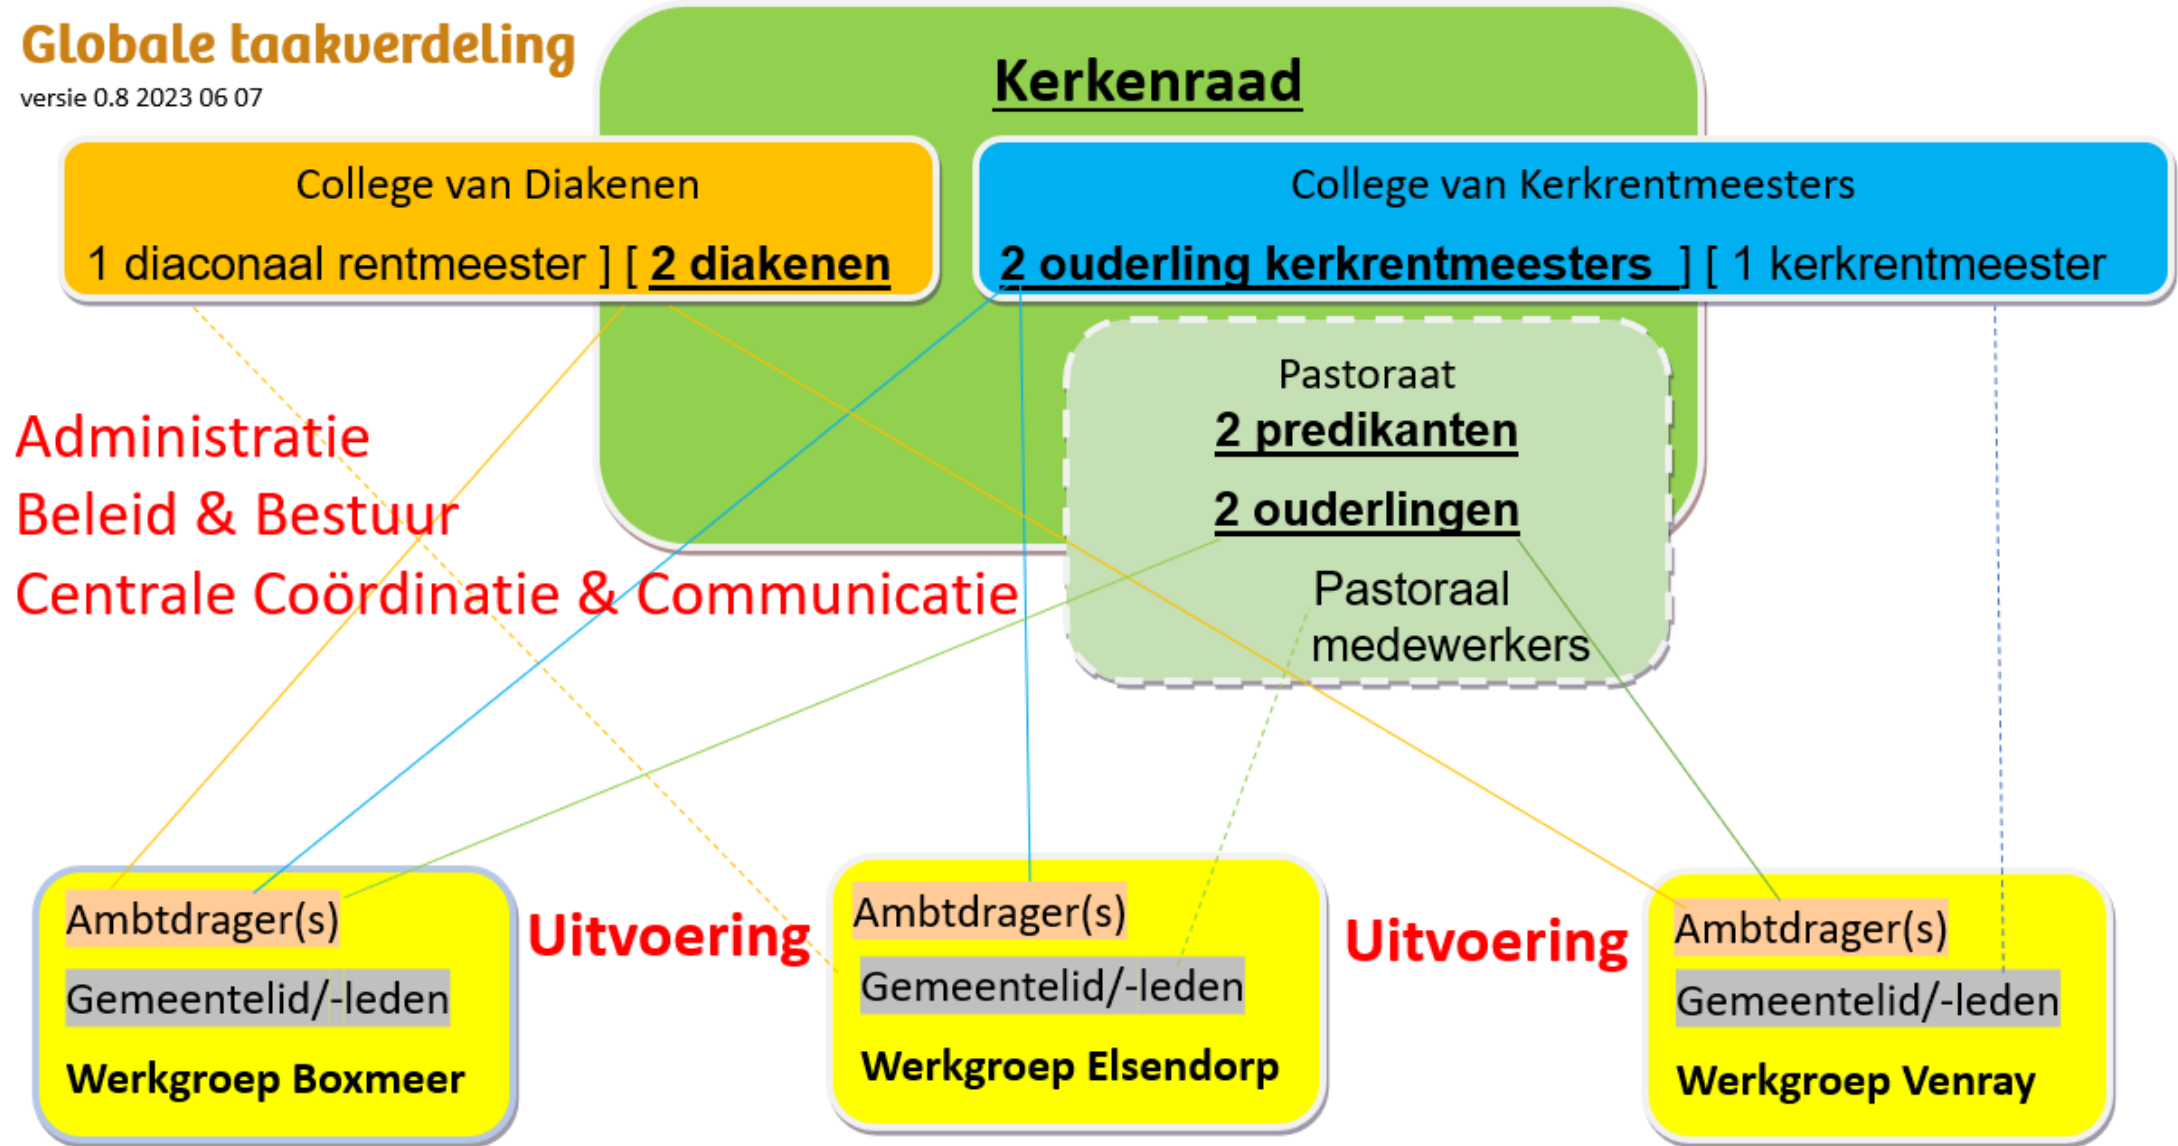 Globale taakverdeling
versie 0.8 2023 06 07
Kerkenraad
College van Diakenen
1 diaconaal rentmeester ] [ 2 diakenen
College van Kerkrentmeesters
2 ouderling kerkrentmeesters ] [ 1 kerkrentmeester
Pastoraat
2 predikanten
2 ouderlingen
Pastoraal
medewerkers
Administratie
Beleid & Bestuur
Centrale Coördinatie & Communicatie
Ambtdrager(s)
Gemeentelid/-leden
Werkgroep Boxmeer
Uitvoering
Ambtdrager(s)
Gemeentelid/-leden
Werkgroep Elsendorp
Uitvoering
Ambtdrager(s)
Gemeentelid/-leden
Werkgroep Venray